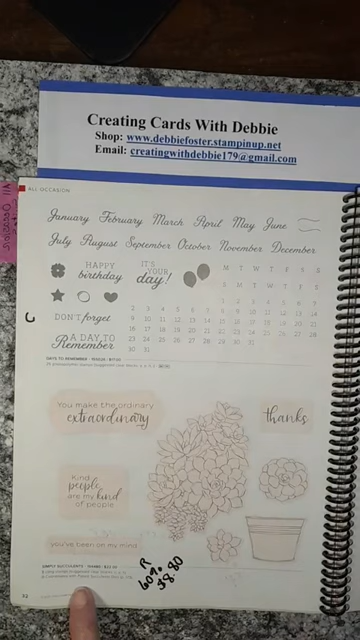 Creating Cards With Debbie
Shop: www.debbiefoster.stampinup.net
Email: creatingwithdebbie179@gmail.com
ALL OCCASION
January February March April May June
July August September October November December
HAPPY birthday
IT'S YOUR day!
M T W T F S S
S M T W T F S
DON'T forget
A DAY TO Remember
1 2 3 4 5 6 7 8
9 10 11 12 13 14
16 17 18 19 20 21
23 24 25 26 27 28
29 30 31
30 31
DAYS TO REMEMBER
You make the ordinary
extraordinary
thanks
Kind
people
are my kind
of people
you've been on my mind
SIMPLY SUCCULENTS
R
60%
$8.80
32